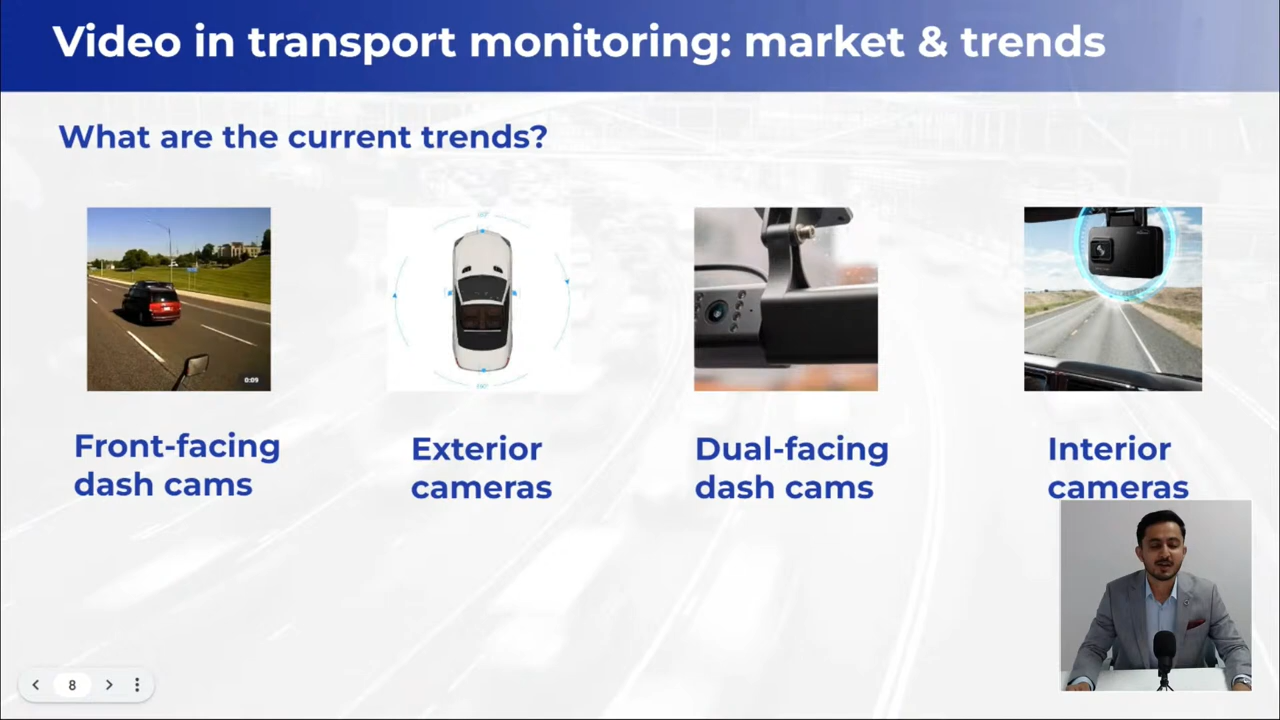 Video in transport monitoring: market & trends
What are the current trends?
0:09
Front-facing
dash cams
Exterior
cameras
Dual-facing
dash cams
Interior
cameras
8